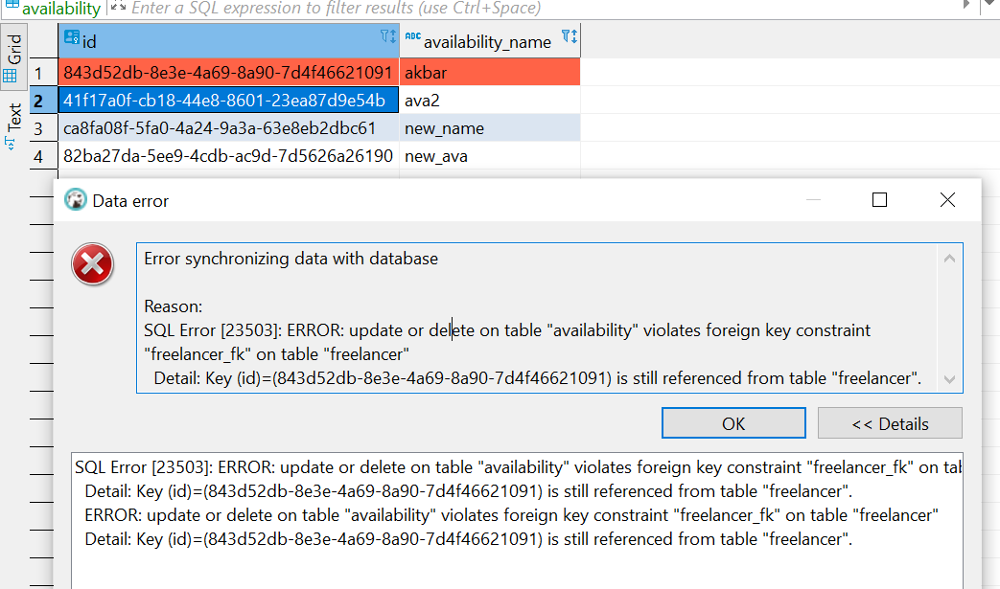 availability
Enter a SQL expression to filter results (use Ctrl+Space)
Grid
Text
id
ABC availability_name
1 843d52db-8e3e-4a69-8a90-7d4f46621091 akbar
2 41f17a0f-cb18-44e8-8601-23ea87d9e54b ava2
3 ca8fa08f-5fa0-4a24-9a3a-63e8eb2dbc61 new_name
4 82ba27da-5ee9-4cdb-ac9d-7d5626a26190 new_ava
Data error
Error synchronizing data with database
Reason:
SQL Error [23503]: ERROR: update or delete on table "availability" violates foreign key constraint
"freelancer_fk" on table "freelancer"
Detail: Key (id)=(843d52db-8e3e-4a69-8a90-7d4f46621091) is still referenced from table "freelancer".
OK
<< Details
SQL Error [23503]: ERROR: update or delete on table "availability" violates foreign key constraint "freelancer_fk" on tab
Detail: Key (id)=(843d52db-8e3e-4a69-8a90-7d4f46621091) is still referenced from table "freelancer".
ERROR: update or delete on table "availability" violates foreign key constraint "freelancer_fk" on table "freelancer"
Detail: Key (id)=(843d52db-8e3e-4a69-8a90-7d4f46621091) is still referenced from table "freelancer".